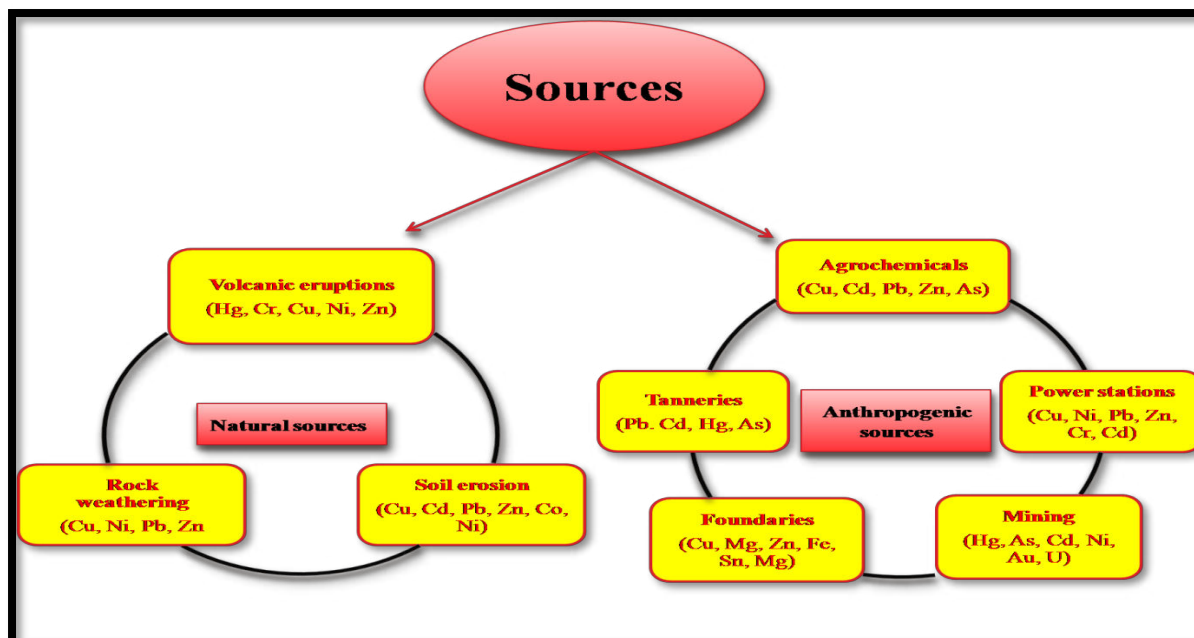 Sources
Volcanic eruptions
(Hg, Cr, Cu, Ni, Zn)
Natural sources
Rock
weathering
(Cu, Ni, Pb, Zn
Soil erosion
(Cu, Cd, Pb, Zn, Co,
Ni)
Agrochemicals
(Cu, Cd, Pb, Zn, As)
Tanneries
(Pb. Cd, Hg, As)
Anthropogenic
sources
Power stations
(Cu, Ni, Pb, Zn,
Cr, Cd)
Foundaries
(Cu, Mg, Zn, Fe,
Sn, Mg)
Mining
(Hg, As, Cd, Ni,
Au, U)